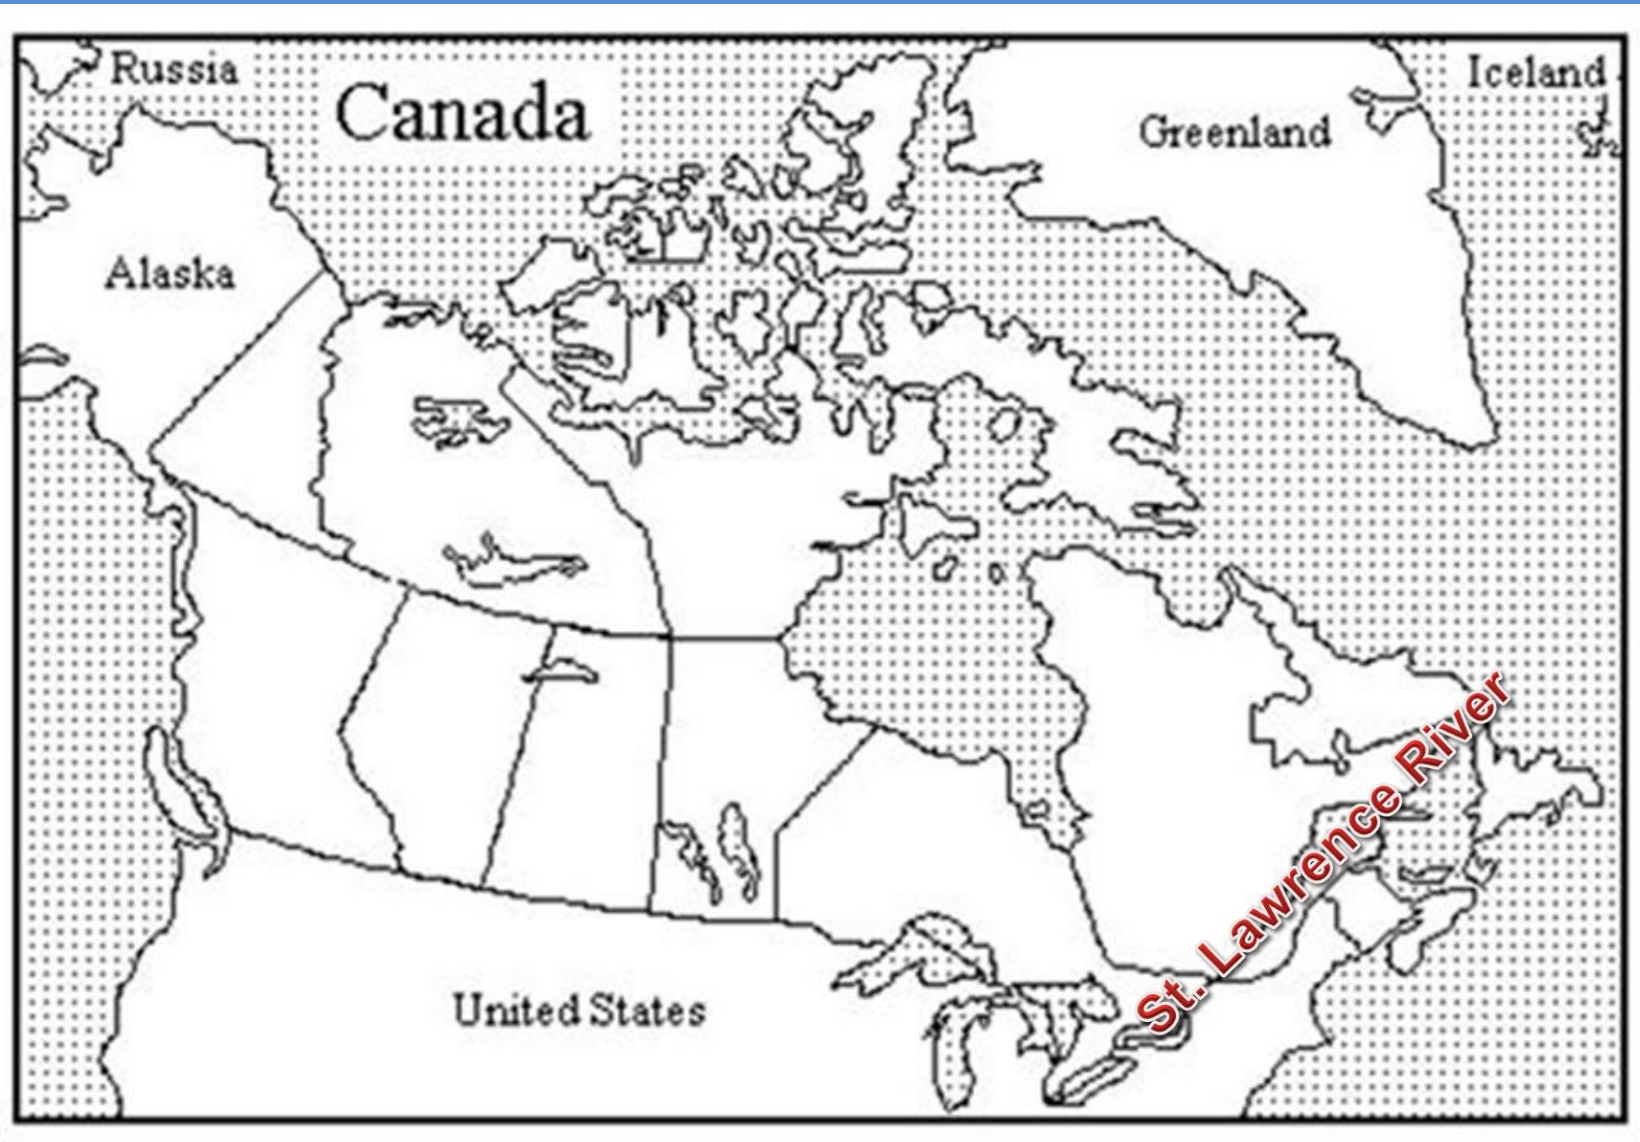 Russia
Canada
Iceland
Greenland
Alaska
St. Lawrence River
United States